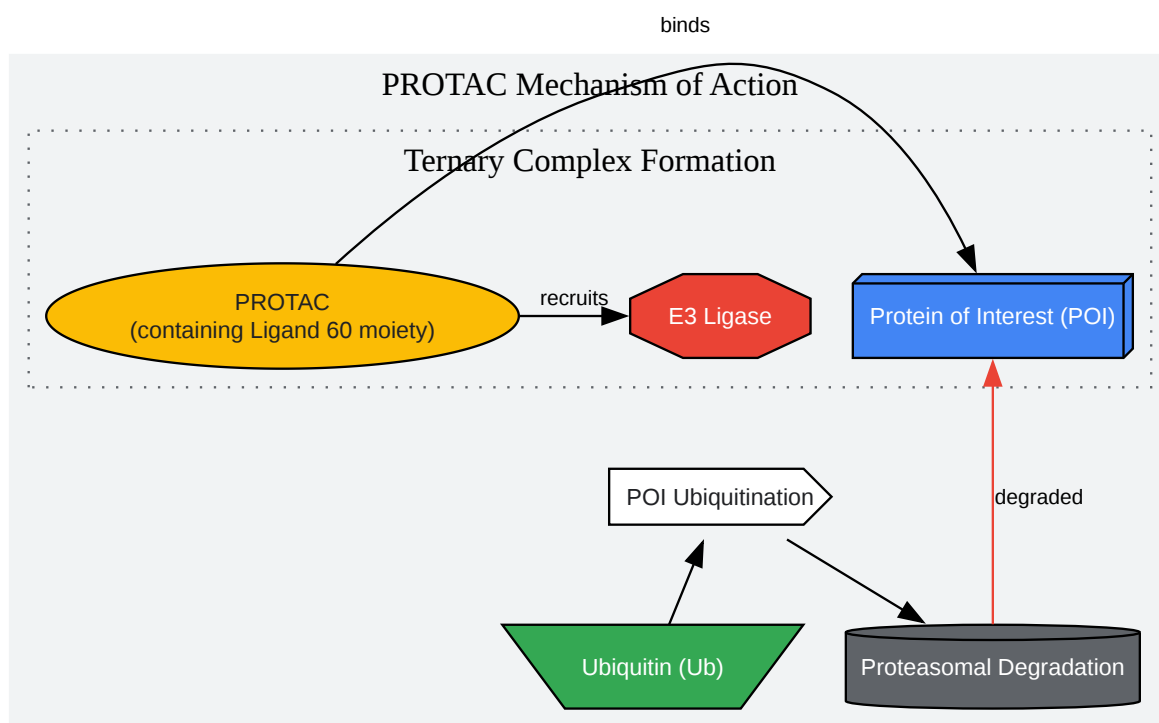 binds
PROTAC Mechanism of Action
Ternary Complex Formation
PROTAC
(containing Ligand 60 moiety)
recruits
E3 Ligase
Protein of Interest (POI)
POI Ubiquitination
degraded
Ubiquitin (Ub)
Proteasomal Degradation